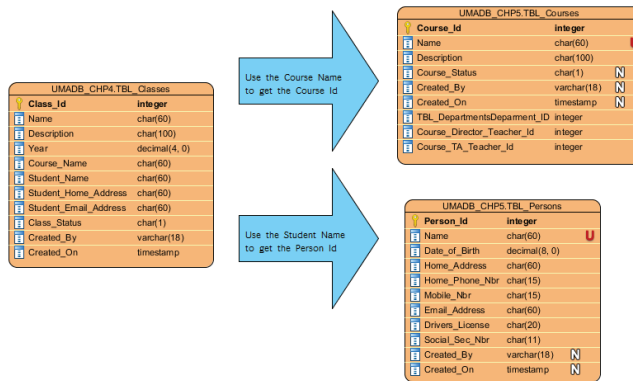 UMADB_CHP4.TBL_Classes
Class_Id integer
Name char(60)
Description char(100)
Year decimal(4, 0)
Course_Name char(60)
Student_Name char(60)
Student_Home_Address char(60)
Student_Email_Address char(60)
Class_Status char(1)
Created_By varchar(18)
Created_On timestamp
Use the Course Name
to get the Course Id
Use the Student Name
to get the Person Id
UMADB_CHP5.TBL_Courses
Course_Id integer
Name char(60) U
Description char(100)
Course_Status char(1) N
Created_By varchar(18) N
Created_On timestamp N
TBL_DepartmentsDeparment_ID integer
Course_Director_Teacher_Id integer
Course_TA_Teacher_Id integer
UMADB_CHP5.TBL_Persons
Person_Id integer
Name char(60) U
Date_of_Birth decimal(8, 0)
Home_Address char(60)
Home_Phone_Nbr char(15)
Mobile_Nbr char(15)
Email_Address char(60)
Drivers_License char(20)
Social_Sec_Nbr char(11)
Created_By varchar(18) N
Created_On timestamp N